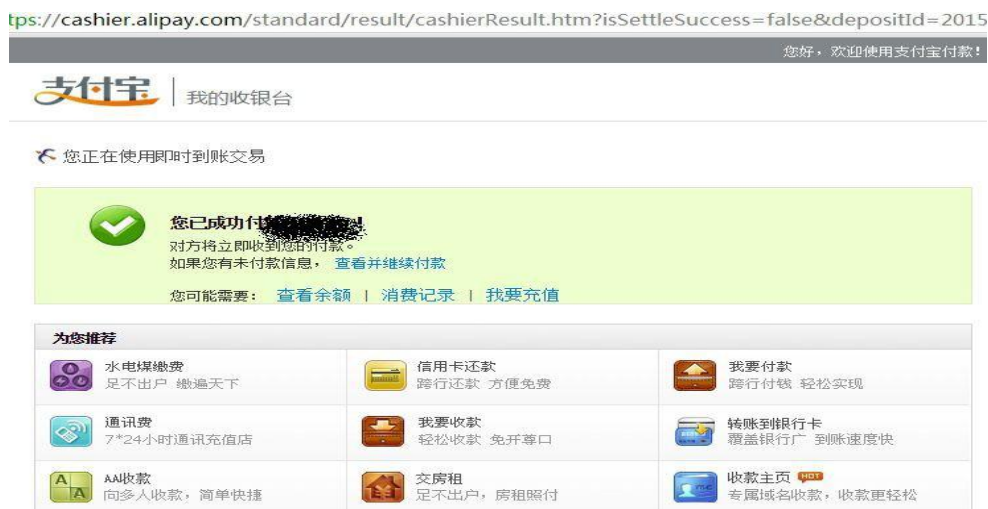 tps://cashier.alipay.com/standard/result/cashierResult.htm?isSettleSuccess=false&depositId=2015
您好，欢迎使用支付宝付款！
支付宝 | 我的收银台
您正在使用即时到账交易
您已成功付
对方将立即收到您的付款。
如果您有未付款信息， 查看并继续付款
您可能需要： 查看余额 | 消费记录 | 我要充值
为您推荐
水电煤缴费
足不出户 缴遍天下
信用卡还款
跨行还款 方便免费
我要付款
跨行付钱 轻松实现
通讯费
7*24小时通讯充值店
我要收款
轻松收款 免开尊口
转账到银行卡
覆盖银行广 到账速度快
AA收款
向多人收款，简单快捷
交房租
足不出户，房租照付
收款主页 HOT
专属域名收款，收款更轻松